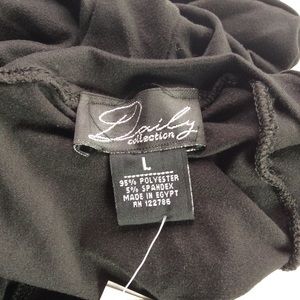 Daily
collection
L
95% POLYESTER
5% SPANDEX
MADE IN EGYPT
RN 122786